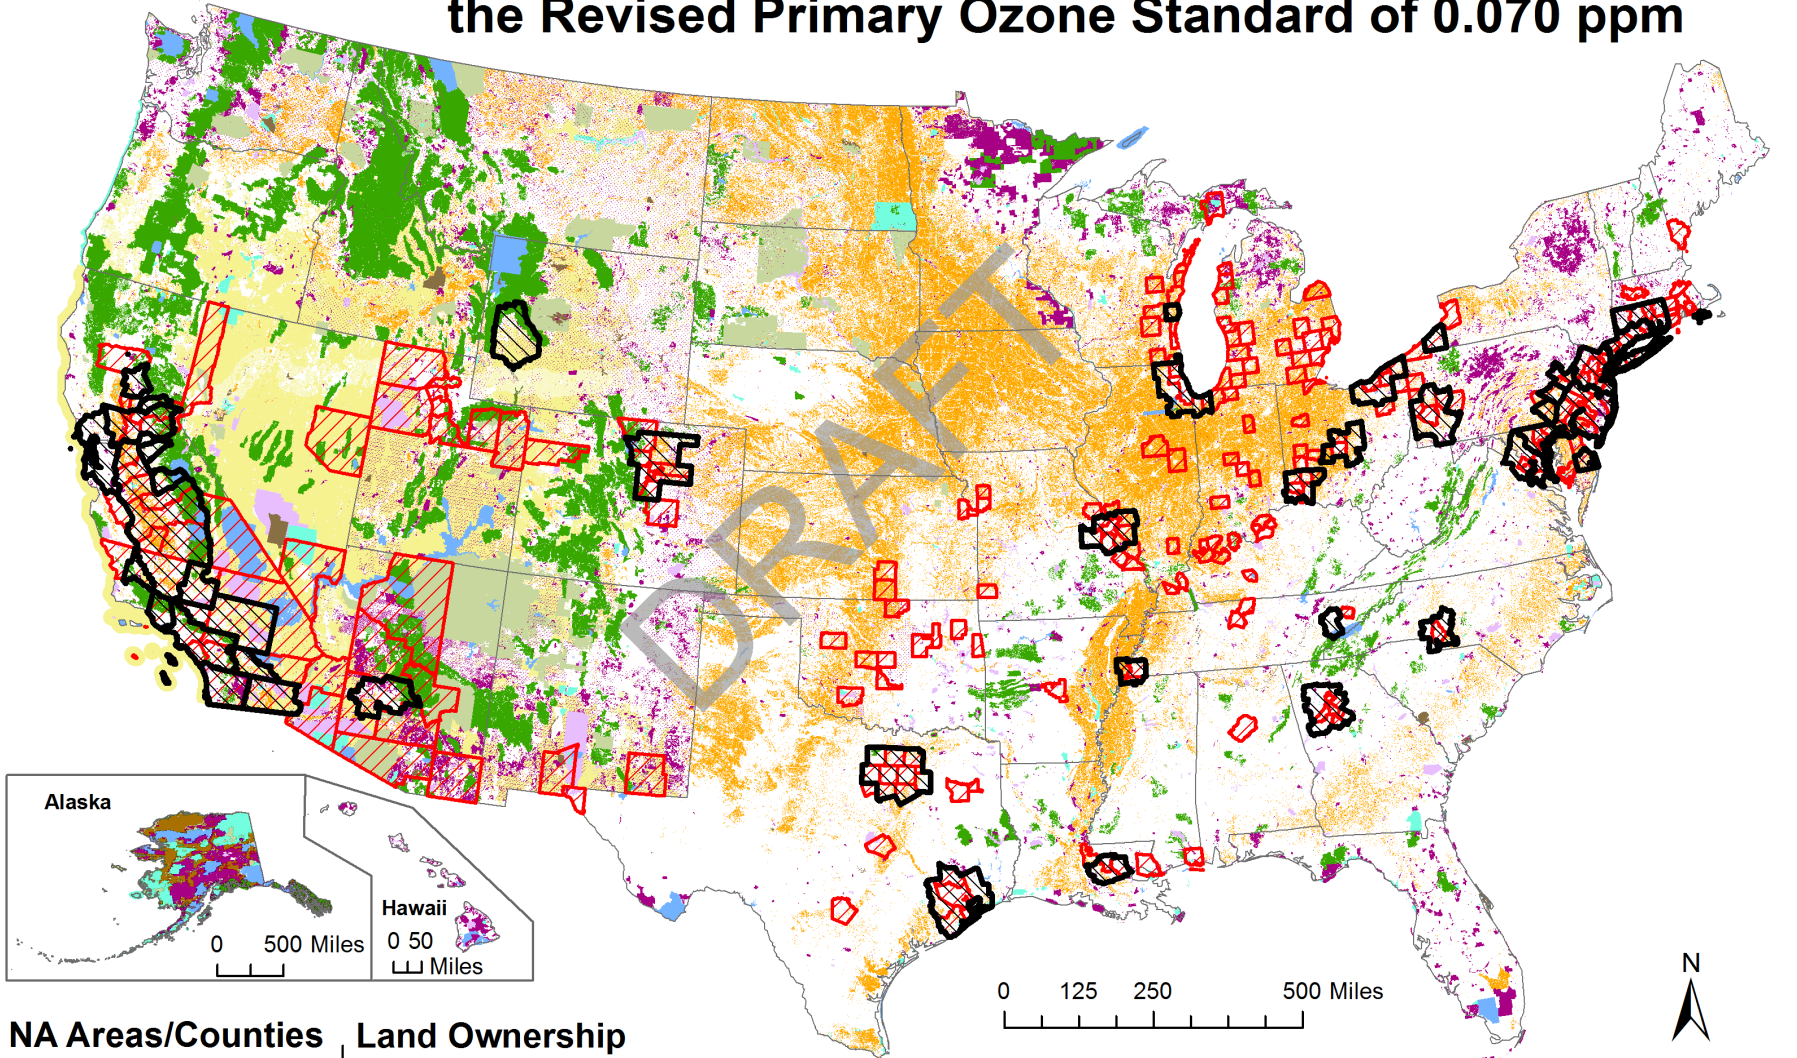 the Revised Primary Ozone Standard of 0.070 ppm
DRAFT
Alaska
0 500 Miles
Hawaii
0 50
Miles
0 125 250 500 Miles
N
NA Areas/Counties Land Ownership